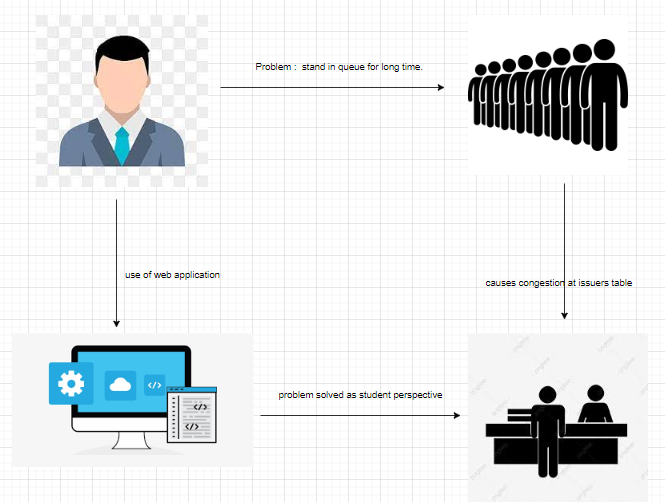 Problem : stand in queue for long time.
use of web application
causes congestion at issuers table
problem solved as student perspective